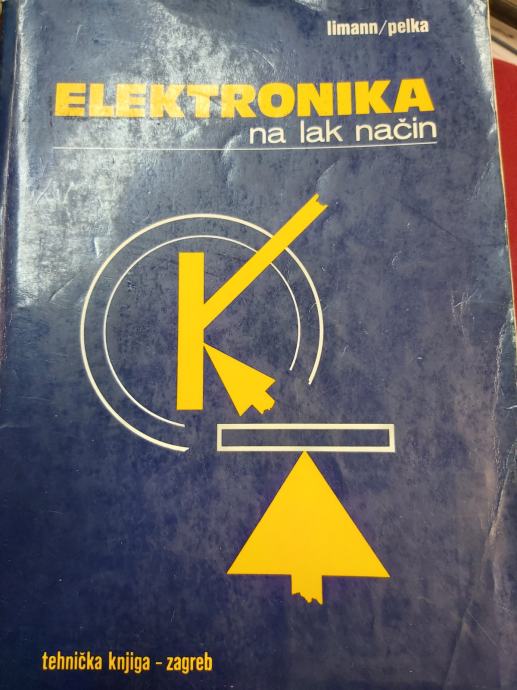 limann/pelka
ELEKTRONIKA
na lak način
tehnička knjiga - zagreb